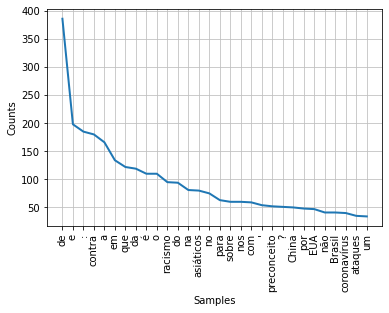 400
350
300
250
200
150
100
50
Counts
de
e
:
contra
a
em
que
da
é
o
racismo
do
na
asiáticos
no
para
sobre
nos
com
'
preconceito
?
China
por
EUA
não
Brasil
coronavírus
ataques
um
Samples